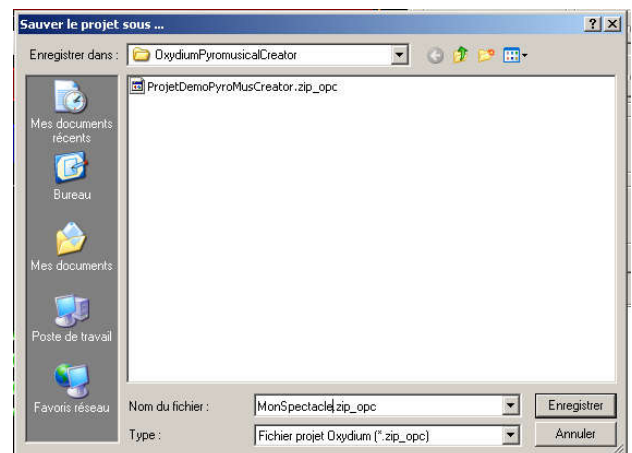 Sauver le projet sous ...
Enregistrer dans :
OxydiumPyromusicalCreator
ProjetDemoPyroMusCreator.zip_opc
Mes documents
récents
Bureau
Mes documents
Poste de travail
Favoris réseau
Nom du fichier :
MonSpectacle.zip_opc
Enregistrer
Type :
Fichier projet Oxydium (*.zip_opc)
Annuler